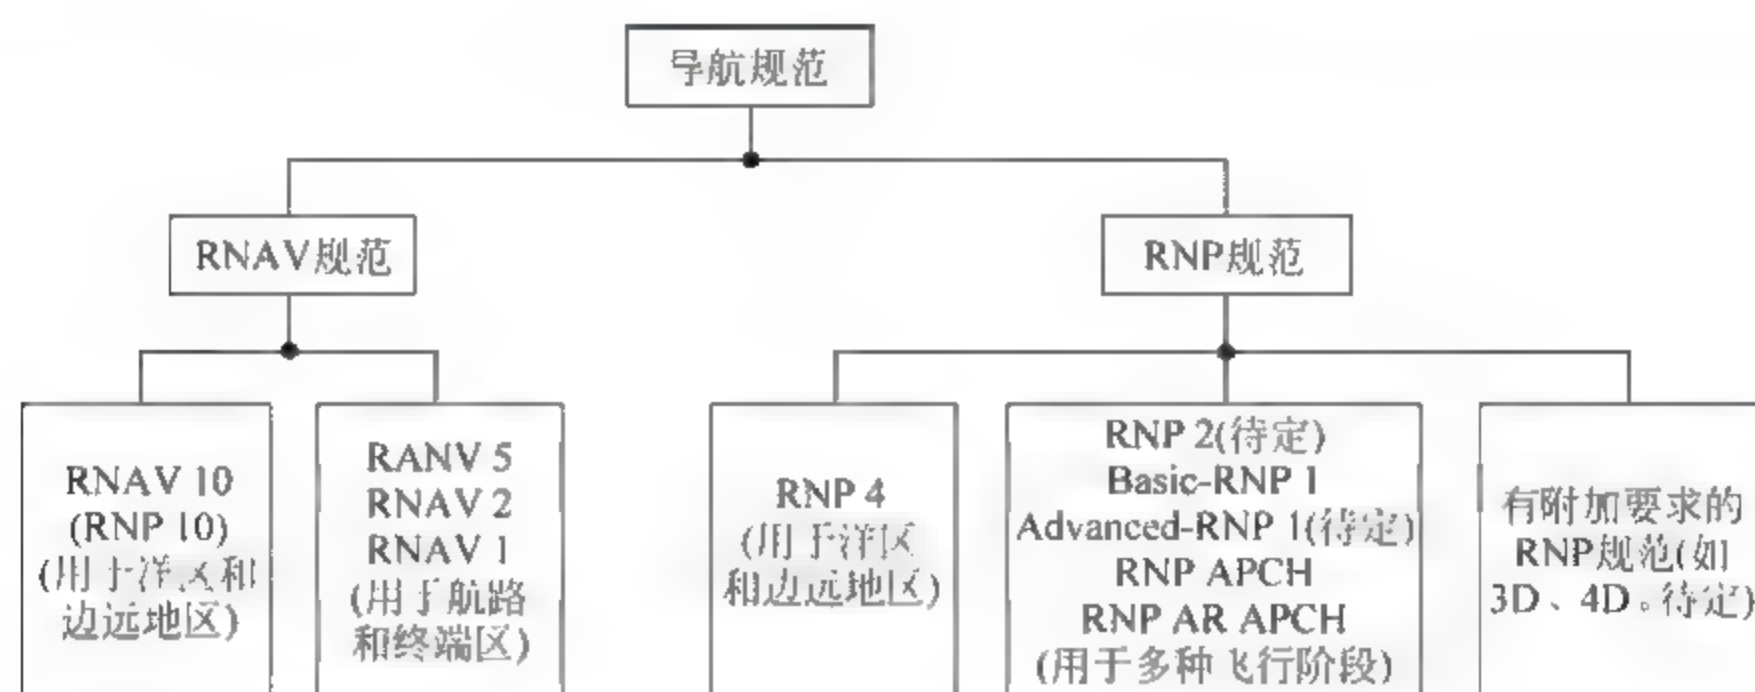 导航规范
RNAV规范
RNP规范
RNAV 10
(RNP 10)
(用于洋区和
边远地区)
RANV 5
RNAV 2
RNAV 1
(用于航路
和终端区)
RNP 4
(用于洋区
和边远地区)
RNP 2(待定)
Basic-RNP 1
Advanced-RNP 1(待定)
RNP APCH
RNP AR APCH
(用于多种飞行阶段)
有附加要求的
RNP规范(如
3D、4D。待定)